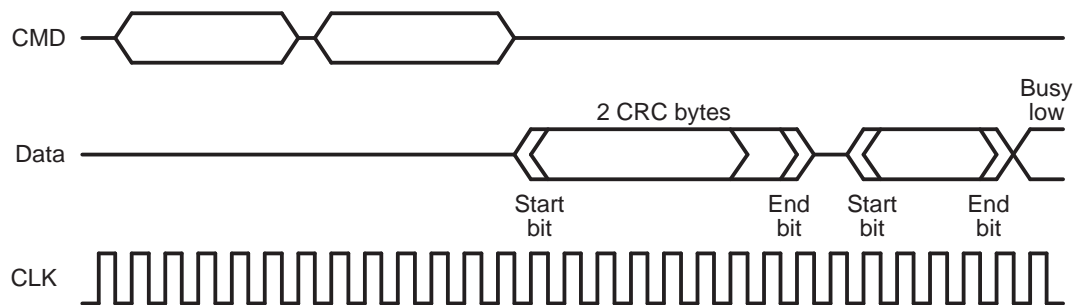 CMD
Busy
low
2 CRC bytes
Data
Start
bit
End
bit
Start
bit
End
bit
CLK